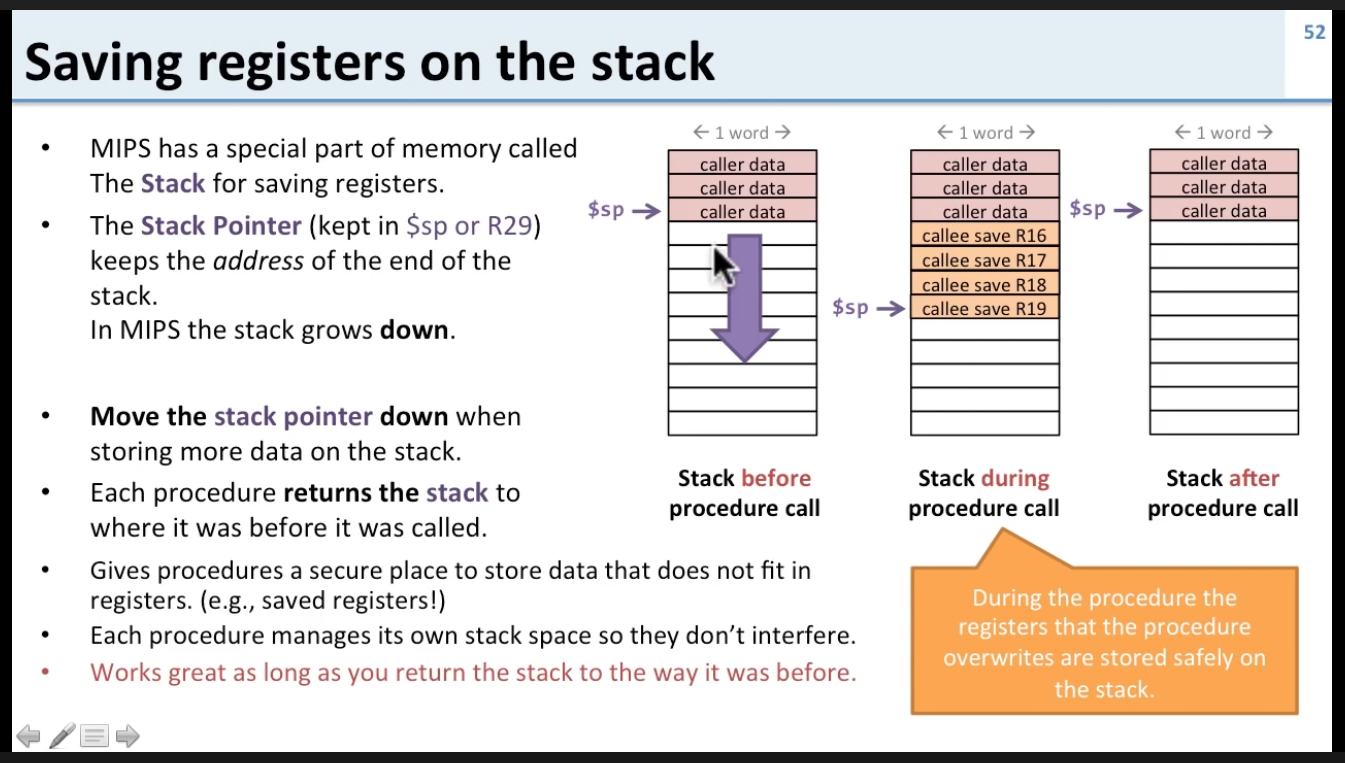 52
Saving registers on the stack
• MIPS has a special part of memory called
The Stack for saving registers.
• The Stack Pointer (kept in $sp or R29)
keeps the address of the end of the
stack.
In MIPS the stack grows down.
• Move the stack pointer down when
storing more data on the stack.
• Each procedure returns the stack to
where it was before it was called.
• Gives procedures a secure place to store data that does not fit in
registers. (e.g., saved registers!)
• Each procedure manages its own stack space so they don’t interfere.
• Works great as long as you return the stack to the way it was before.
← 1 word →
caller data
caller data
$sp → caller data
Stack before
procedure call
← 1 word →
caller data
caller data
caller data
callee save R16
callee save R17
callee save R18
$sp → callee save R19
Stack during
procedure call
← 1 word →
caller data
caller data
$sp → caller data
Stack after
procedure call
During the procedure the
registers that the procedure
overwrites are stored safely on
the stack.